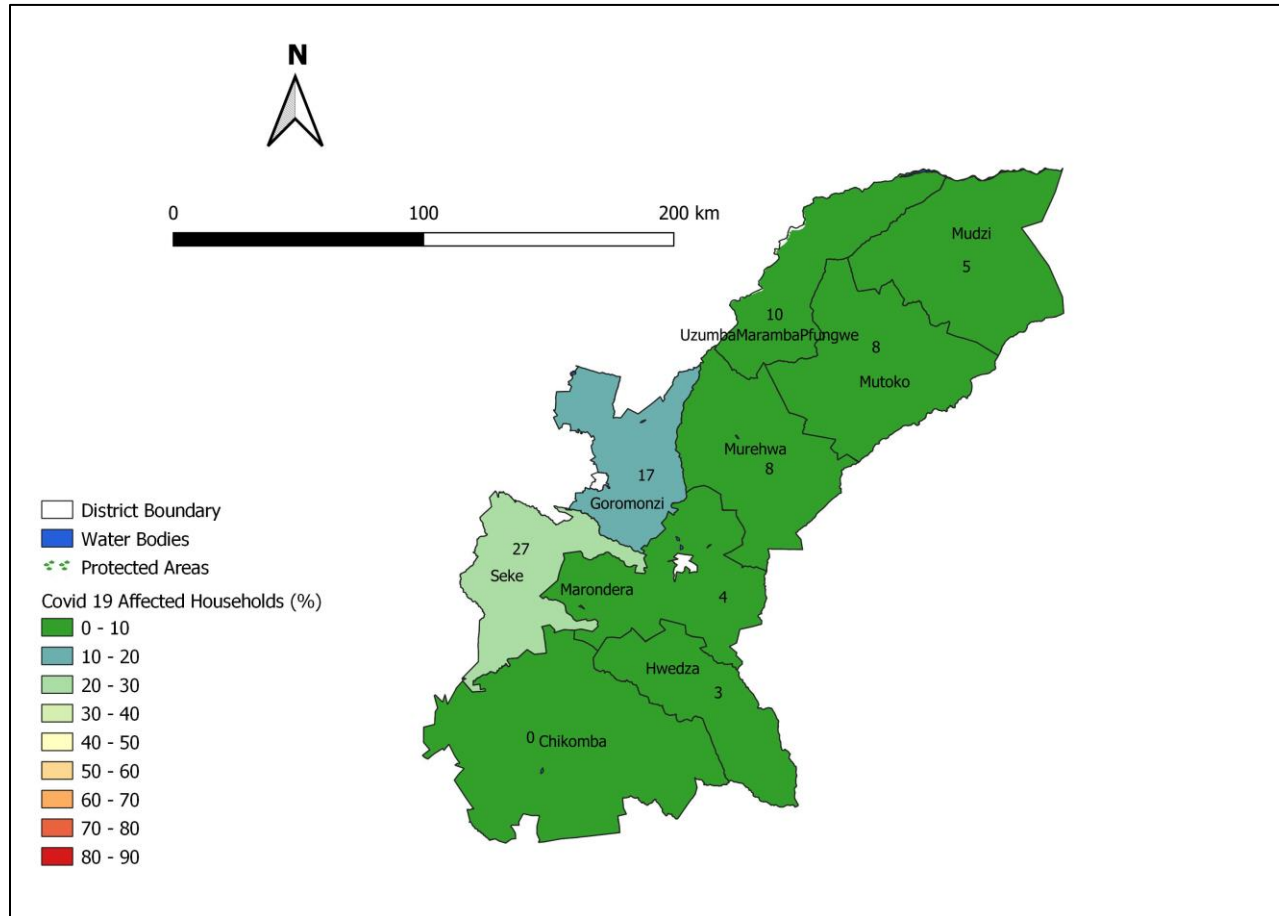 N
0 100 200 km
Mudzi
5
10
UzumbaMarambaPfungwe
8
Mutoko
Murehwa
8
17
Goromonzi
27
Seke
Marondera
4
Hwedza
3
0 Chikomba
District Boundary
Water Bodies
Protected Areas
Covid 19 Affected Households (%)
0 - 10
10 - 20
20 - 30
30 - 40
40 - 50
50 - 60
60 - 70
70 - 80
80 - 90